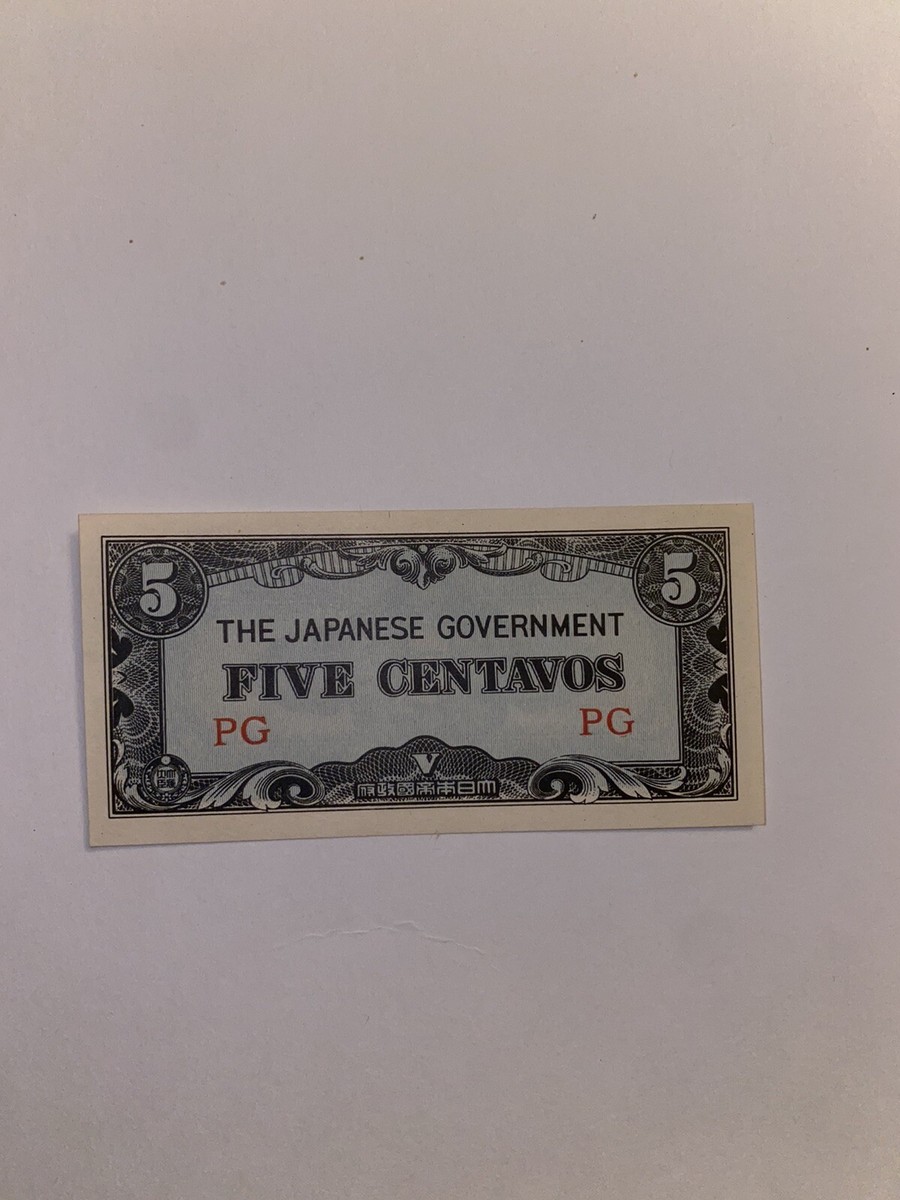 5 5
THE JAPANESE GOVERNMENT
FIVE CENTAVOS
PG PG
V
府政國帝本日大